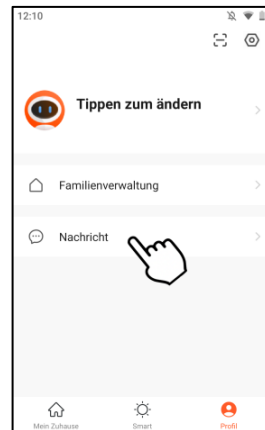 12:10
Tippen zum ändern
Familienverwaltung
Nachricht
Mein Zuhause
Smart
Profil